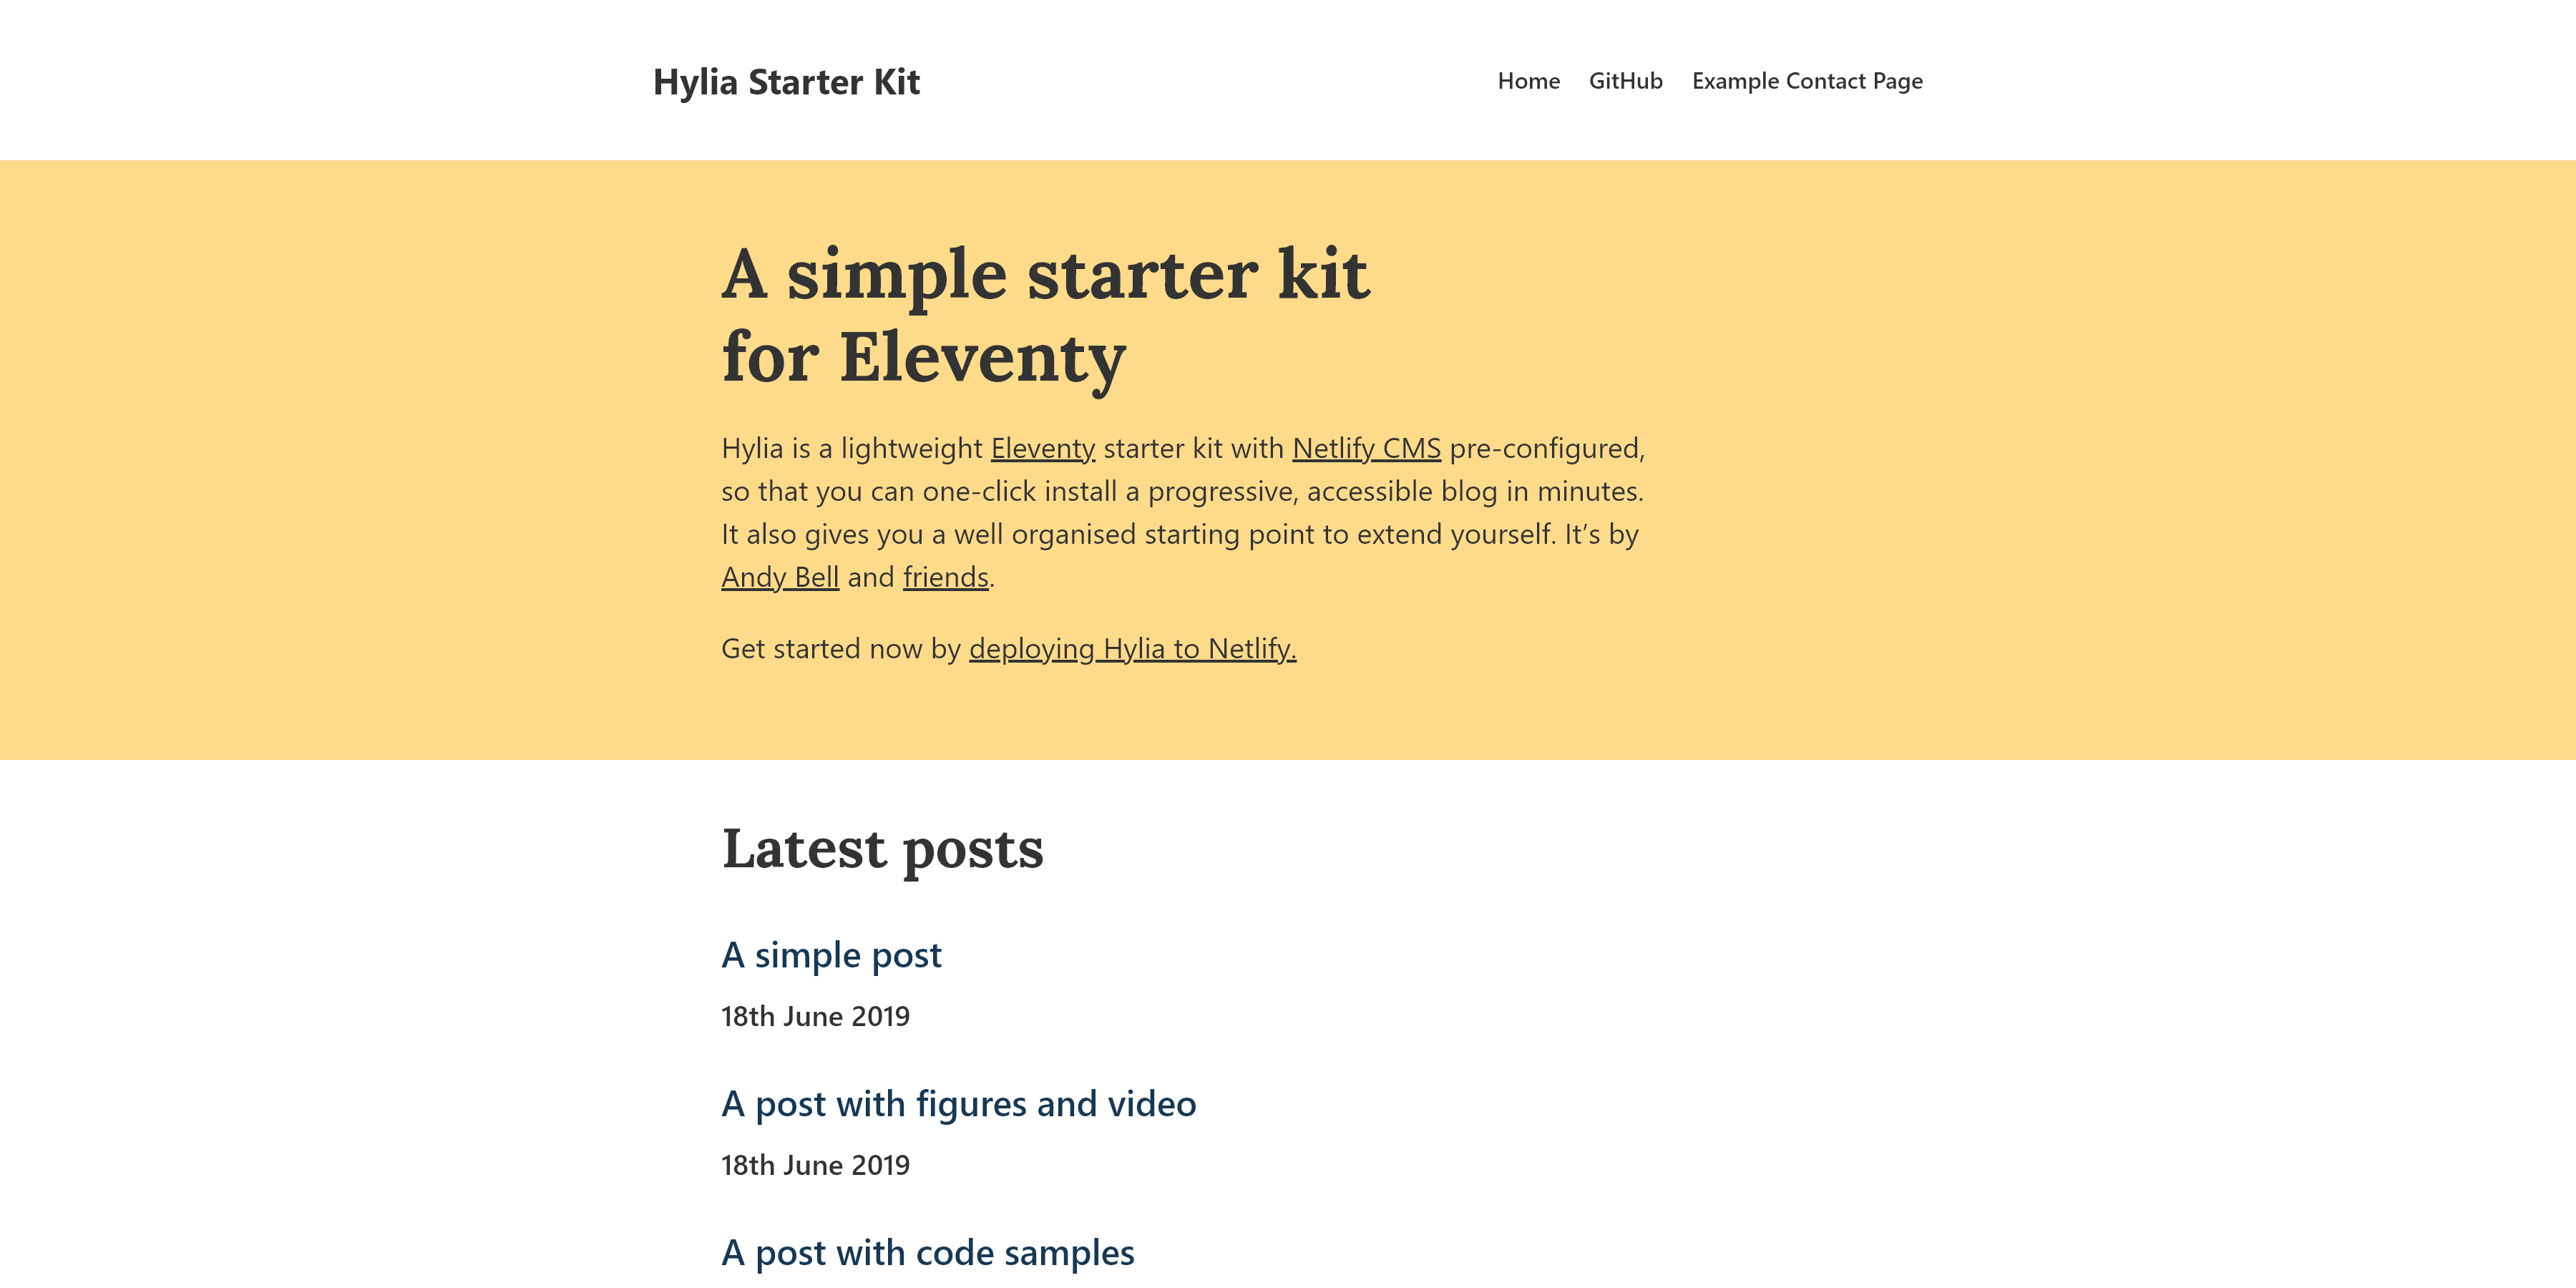 Hylia Starter Kit
Home GitHub Example Contact Page
A simple starter kit
for Eleventy
Hylia is a lightweight Eleventy starter kit with Netlify CMS pre-configured,
so that you can one-click install a progressive, accessible blog in minutes.
It also gives you a well organised starting point to extend yourself. It’s by
Andy Bell and friends.
Get started now by deploying Hylia to Netlify.
Latest posts
A simple post
18th June 2019
A post with figures and video
18th June 2019
A post with code samples